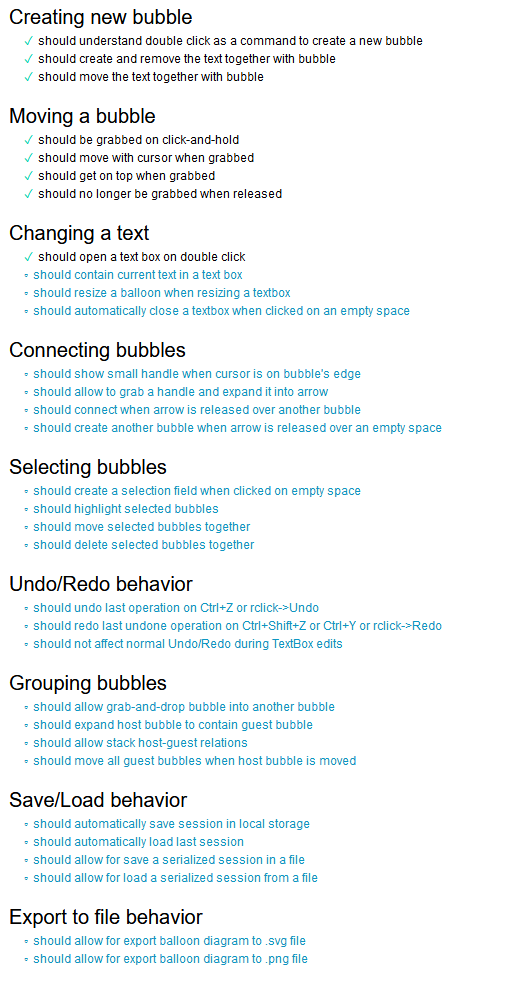 Creating new bubble
✓ should understand double click as a command to create a new bubble
✓ should create and remove the text together with bubble
✓ should move the text together with bubble
Moving a bubble
✓ should be grabbed on click-and-hold
✓ should move with cursor when grabbed
✓ should get on top when grabbed
✓ should no longer be grabbed when released
Changing a text
✓ should open a text box on double click
◦ should contain current text in a text box
◦ should resize a balloon when resizing a textbox
◦ should automatically close a textbox when clicked on an empty space
Connecting bubbles
◦ should show small handle when cursor is on bubble's edge
◦ should allow to grab a handle and expand it into arrow
◦ should connect when arrow is released over another bubble
◦ should create another bubble when arrow is released over an empty space
Selecting bubbles
◦ should create a selection field when clicked on empty space
◦ should highlight selected bubbles
◦ should move selected bubbles together
◦ should delete selected bubbles together
Undo/Redo behavior
◦ should undo last operation on Ctrl+Z or rclick->Undo
◦ should redo last undone operation on Ctrl+Shift+Z or Ctrl+Y or rclick->Redo
◦ should not affect normal Undo/Redo during TextBox edits
Grouping bubbles
◦ should allow grab-and-drop bubble into another bubble
◦ should expand host bubble to contain guest bubble
◦ should allow stack host-guest relations
◦ should move all guest bubbles when host bubble is moved
Save/Load behavior
◦ should automatically save session in local storage
◦ should automatically load last session
◦ should allow for save a serialized session in a file
◦ should allow for load a serialized session from a file
Export to file behavior
◦ should allow for export balloon diagram to .svg file
◦ should allow for export balloon diagram to .png file